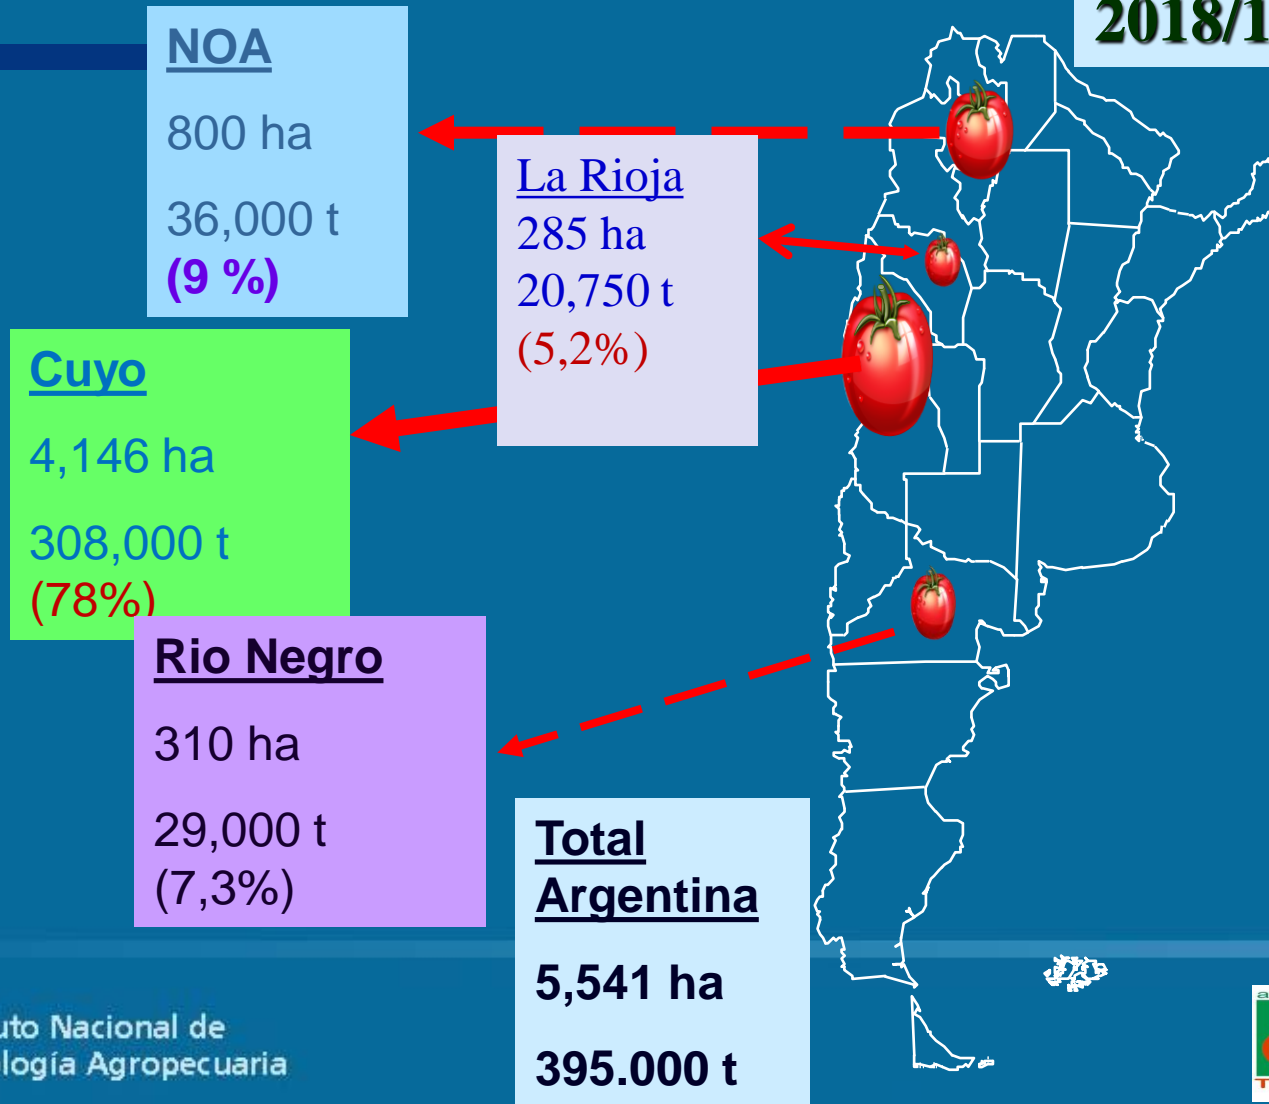 2018/1
NOA
800 ha
36,000 t
(9 %)
La Rioja
285 ha
20,750 t
(5,2%)
Cuyo
4,146 ha
308,000 t
(78%)
Rio Negro
310 ha
29,000 t
(7,3%)
Total
Argentina
5,541 ha
395.000 t
uto Nacional de
ología Agropecuaria